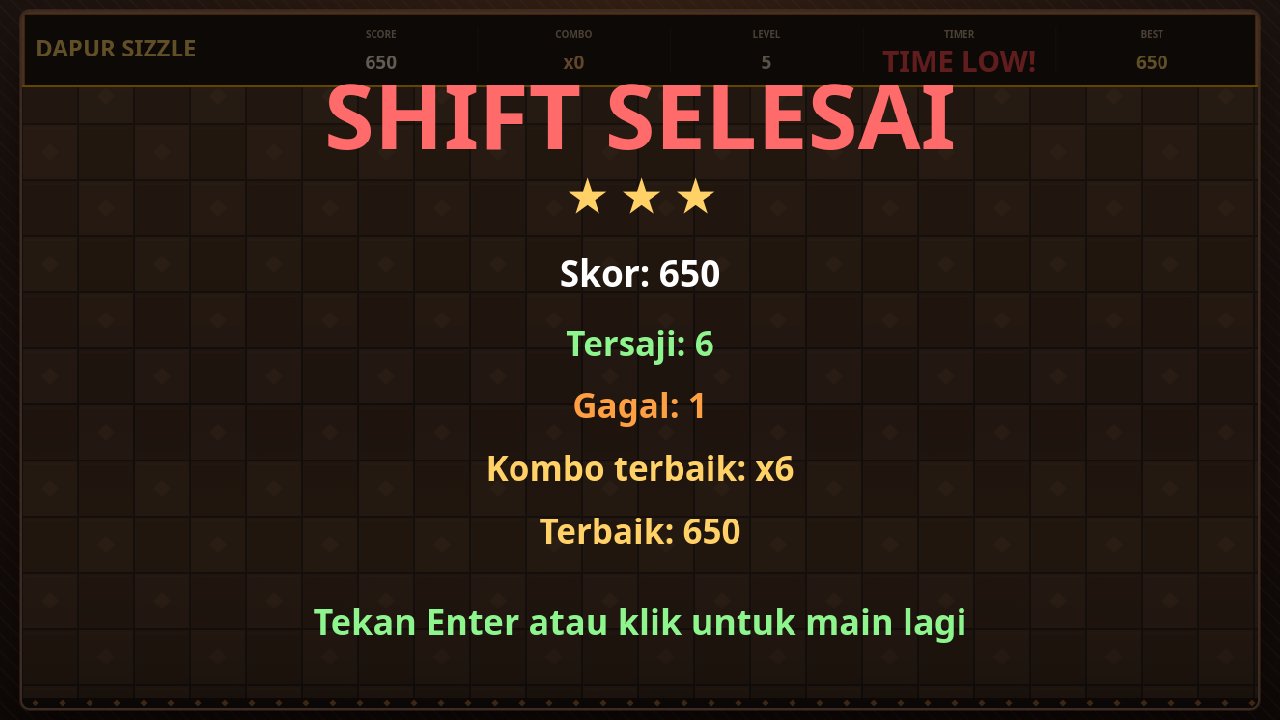 DAPUR SIZZLE
SCORE
650
COMBO
x0
LEVEL
5
TIMER
TIME LOW!
BEST
650
SHIFT SELESAI
★ ★ ★
Skor: 650
Tersaji: 6
Gagal: 1
Kombo terbaik: x6
Terbaik: 650
Tekan Enter atau klik untuk main lagi